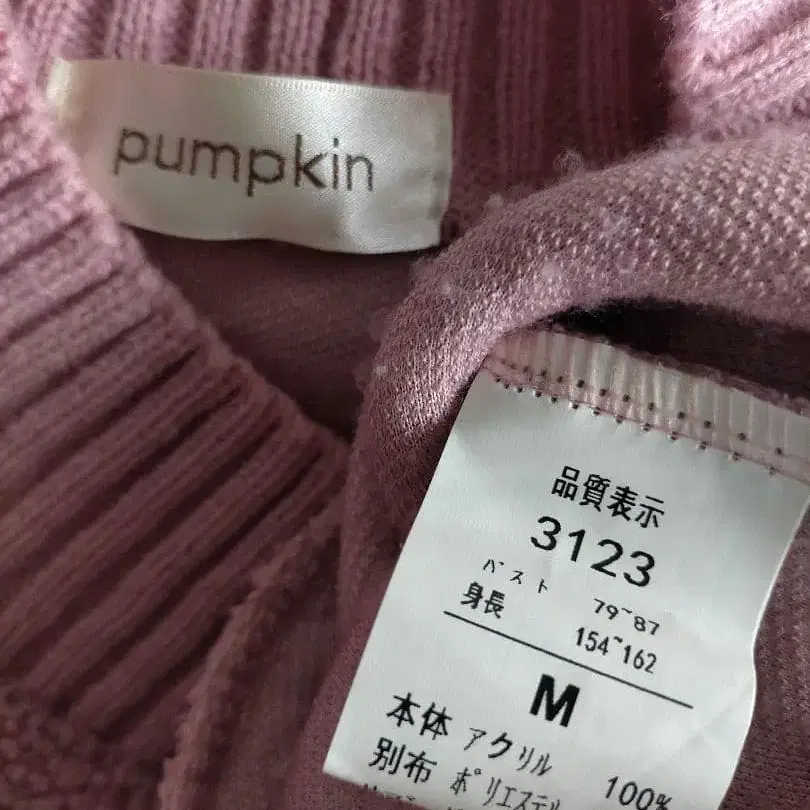 pumpkin
品質表示
3123
バスト 79~87
身長 154~162
M
本体 アクリル 100%
別布 ポリエステル